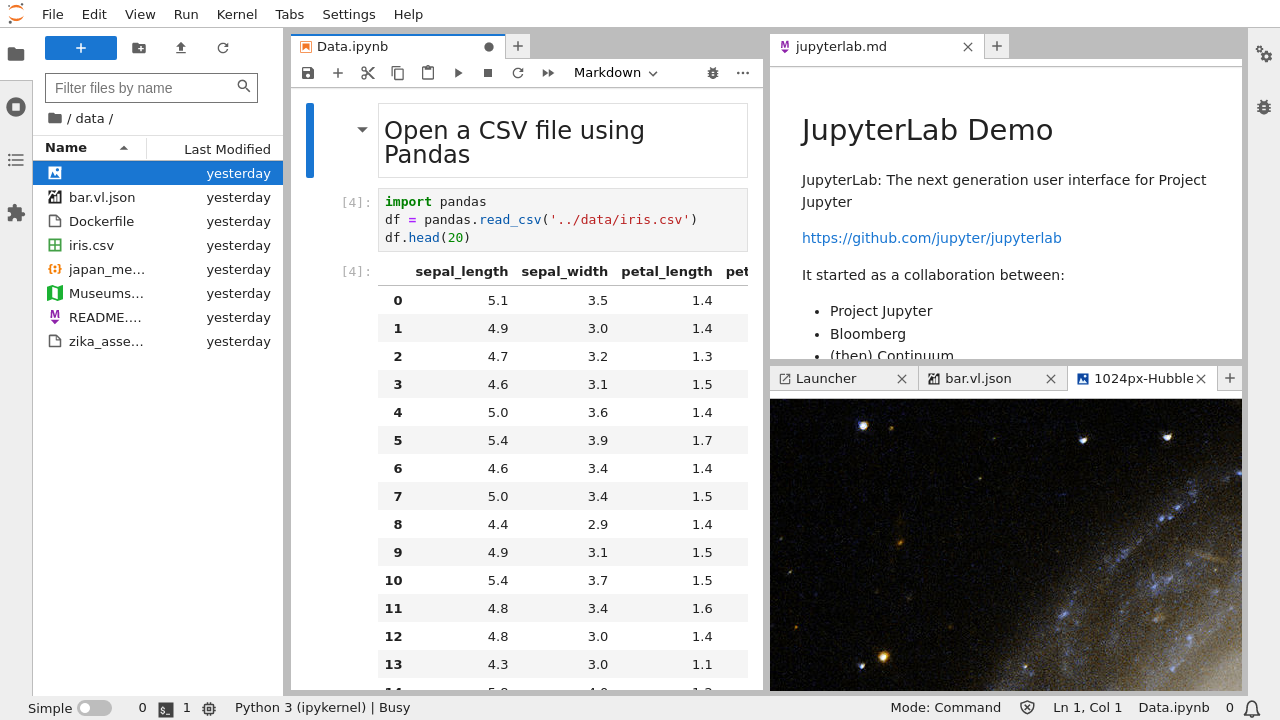 File Edit View Run Kernel Tabs Settings Help
Filter files by name
/ data /
Name Last Modified
yesterday
bar.vl.json yesterday
Dockerfile yesterday
iris.csv yesterday
japan_me… yesterday
Museums… yesterday
README.… yesterday
zika_asse… yesterday
Data.ipynb
Markdown
Open a CSV file using
Pandas
[4]:
import pandas
df = pandas.read_csv('../data/iris.csv')
df.head(20)
[4]:
sepal_length sepal_width petal_length pet
0 5.1 3.5 1.4
1 4.9 3.0 1.4
2 4.7 3.2 1.3
3 4.6 3.1 1.5
4 5.0 3.6 1.4
5 5.4 3.9 1.7
6 4.6 3.4 1.4
7 5.0 3.4 1.5
8 4.4 2.9 1.4
9 4.9 3.1 1.5
10 5.4 3.7 1.5
11 4.8 3.4 1.6
12 4.8 3.0 1.4
13 4.3 3.0 1.1
jupyterlab.md
JupyterLab Demo
JupyterLab: The next generation user interface for Project
Jupyter
https://github.com/jupyter/jupyterlab
It started as a collaboration between:
• Project Jupyter
• Bloomberg
• (then) Continuum
Launcher bar.vl.json 1024px-Hubble
Simple 0 1 Python 3 (ipykernel) | Busy Mode: Command Ln 1, Col 1 Data.ipynb 0